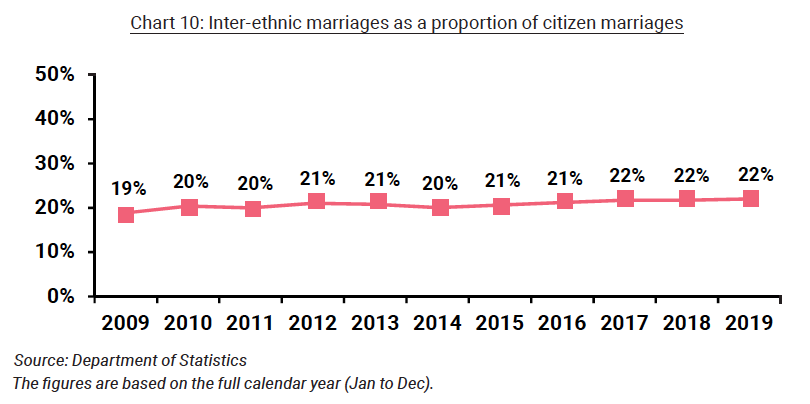 Chart 10: Inter-ethnic marriages as a proportion of citizen marriages
50%
40%
30%
20%
10%
0%
19% 20% 20% 21% 21% 20% 21% 21% 22% 22% 22%
2009 2010 2011 2012 2013 2014 2015 2016 2017 2018 2019
Source: Department of Statistics
The figures are based on the full calendar year (Jan to Dec).